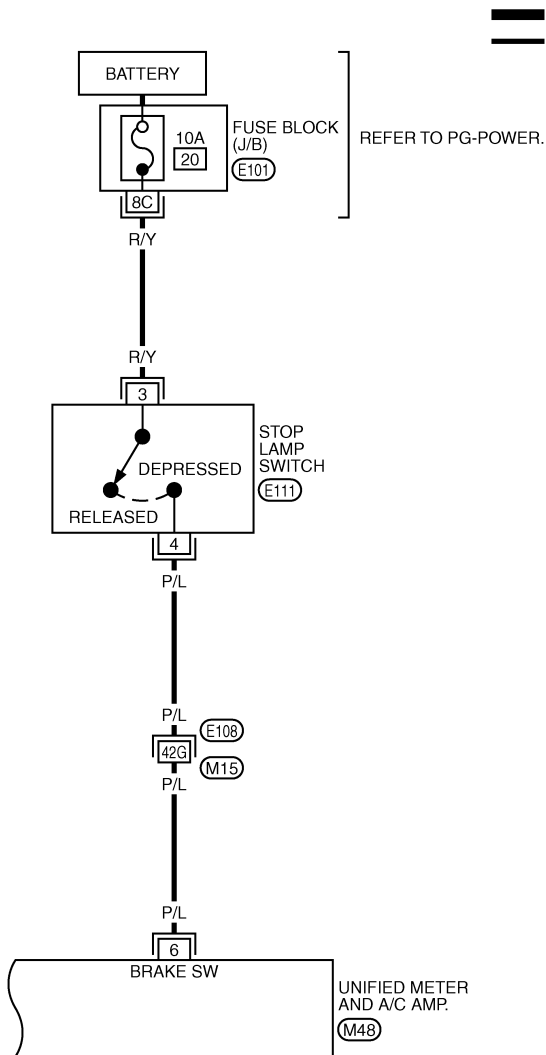 BATTERY
10A
20
FUSE BLOCK
(J/B)
E101
REFER TO PG-POWER.
8C
R/Y
R/Y
3
DEPRESSED
RELEASED
STOP
LAMP
SWITCH
E111
4
P/L
P/L
E108
42G
M15
P/L
P/L
6
BRAKE SW
UNIFIED METER
AND A/C AMP.
M48